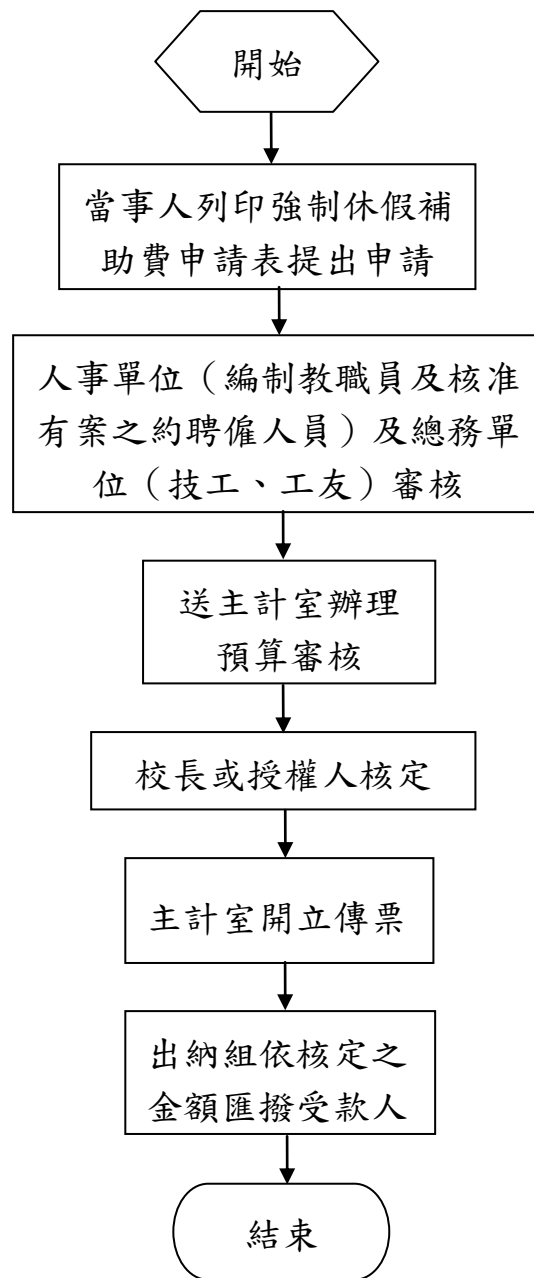 開始
當事人列印強制休假補
助費申請表提出申請
人事單位（編制教職員及核准
有案之約聘僱人員）及總務單
位（技工、工友）審核
送主計室辦理
預算審核
校長或授權人核定
主計室開立傳票
出納組依核定之
金額匯撥受款人
結束